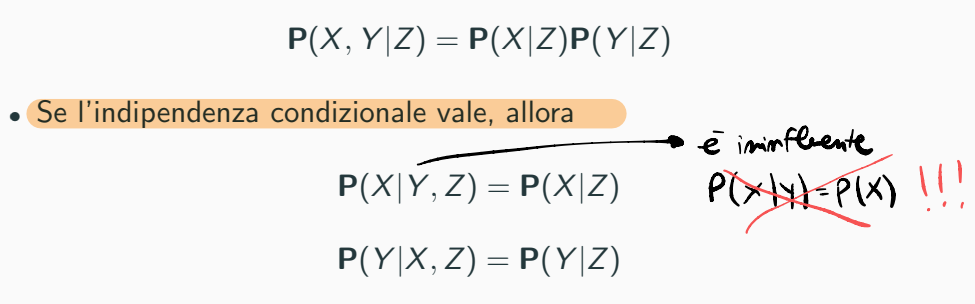 P(X, Y|Z) = P(X|Z)P(Y|Z)
• Se l'indipendenza condizionale vale, allora
è ininfluente
P(X|Y, Z) = P(X|Z)
P(X|Y)=P(X) !!!
P(Y|X, Z) = P(Y|Z)